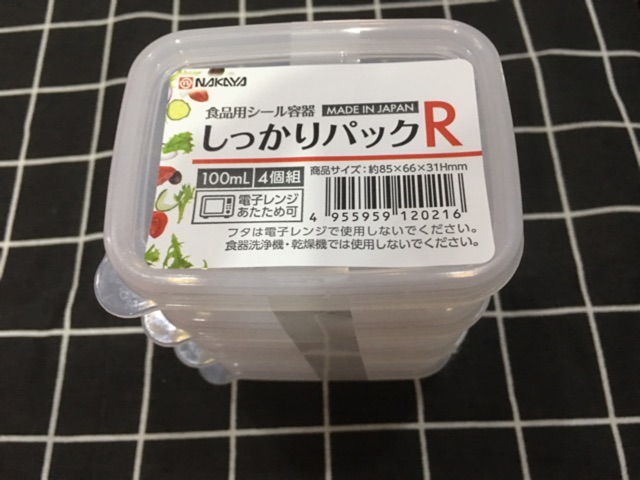 NAKAYA
食品用シール容器 MADE IN JAPAN
しっかりパックR
100mL 4個組 商品サイズ:約85×66×31Hmm
電子レンジ
あたため可
4 955959 120216
フタは電子レンジで使用しないでください。
食器洗浄機・乾燥機では使用しないでください。